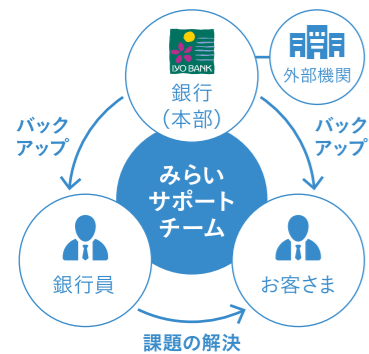 IYO BANK
銀行
（本部）
外部機関
バック
アップ
バック
アップ
みらい
サポート
チーム
銀行員
お客さま
課題の解決